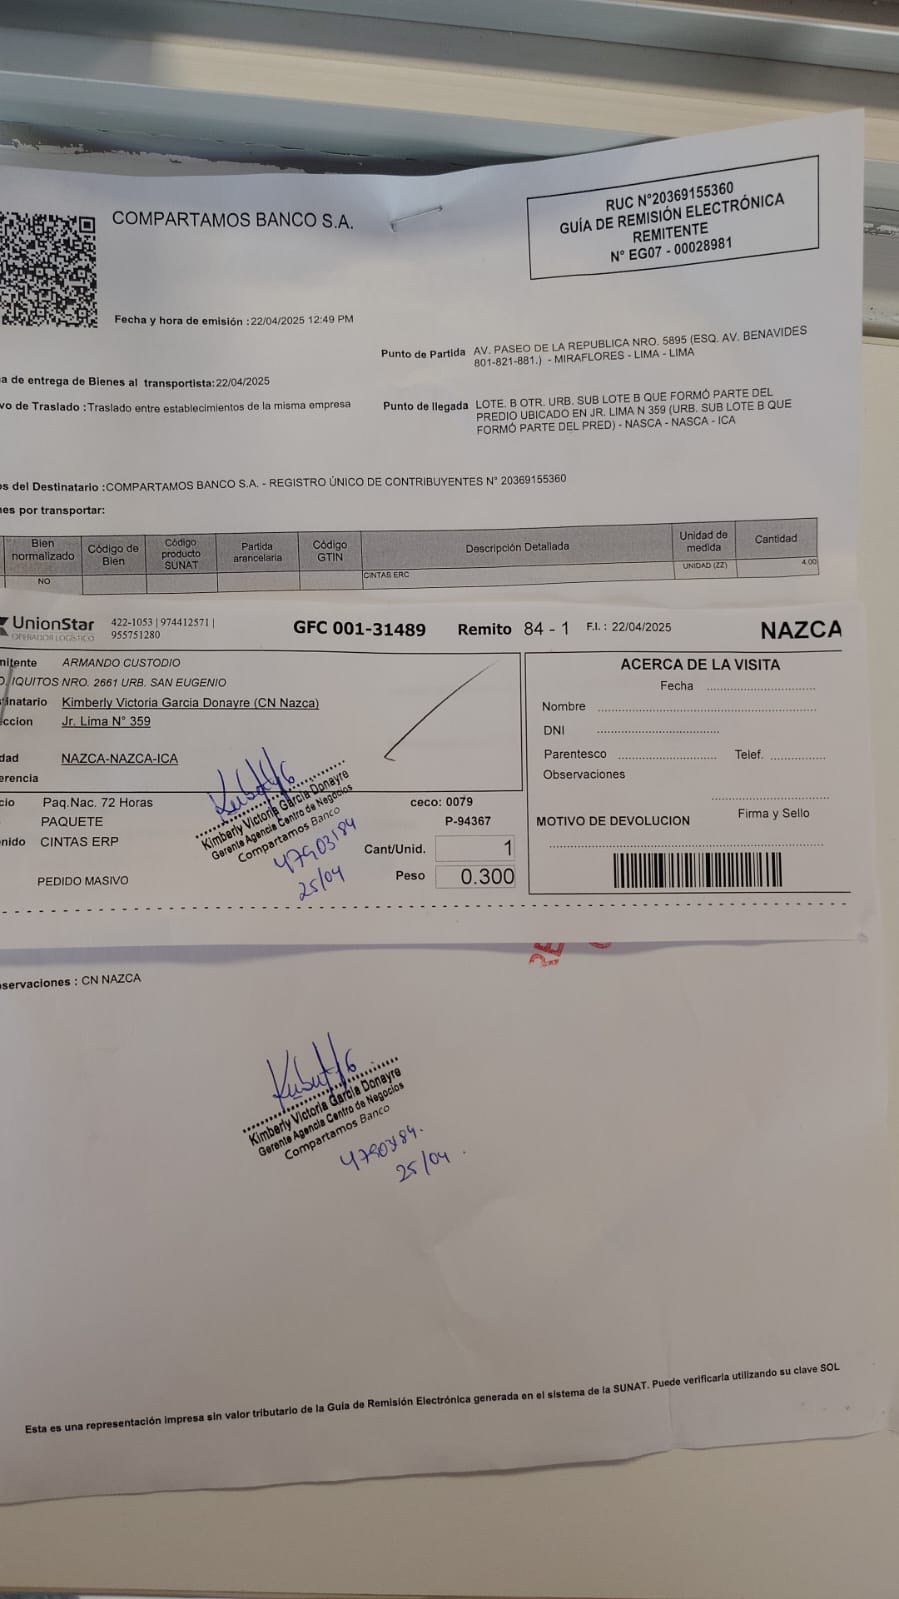 COMPARTAMOS BANCO S.A.
RUC N°20369155360
GUÍA DE REMISIÓN ELECTRÓNICA
REMITENTE
N° EG07 - 00028981
Fecha y hora de emisión :22/04/2025 12:49 PM
Punto de Partida AV. PASEO DE LA REPUBLICA NRO. 5895 (ESQ. AV. BENAVIDES
801-821-881.) - MIRAFLORES - LIMA - LIMA
a de entrega de Bienes al transportista:22/04/2025
vo de Traslado :Traslado entre establecimientos de la misma empresa
Punto de llegada LOTE. B OTR. URB. SUB LOTE B QUE FORMÓ PARTE DEL
PREDIO UBICADO EN JR. LIMA N 359 (URB. SUB LOTE B QUE
FORMÓ PARTE DEL PRED) - NASCA - NASCA - ICA
os del Destinatario :COMPARTAMOS BANCO S.A. - REGISTRO ÚNICO DE CONTRIBUYENTES N° 20369155360
nes por transportar:
Bien normalizado Código de Bien Código producto SUNAT Partida arancelaria Código GTIN Descripción Detallada Unidad de medida Cantidad
NO CINTAS ERC UNIDAD (ZZ) 4.00
UnionStar 422-1053 | 974412571 | GFC 001-31489 Remito 84 - 1 F.I. : 22/04/2025 NAZCA
OPERADOR LOGÍSTICO 955751280
mitente ARMANDO CUSTODIO
O. IQUITOS NRO. 2661 URB. SAN EUGENIO
inatario Kimberly Victoria Garcia Donayre (CN Nazca)
ccion Jr. Lima N° 359
dad NAZCA-NAZCA-ICA
erencia
cio Paq.Nac. 72 Horas ceco: 0079
PAQUETE P-94367
nido CINTAS ERP Cant/Unid. 1
Peso 0.300
PEDIDO MASIVO
Kimberly Victoria Garcia Donayre
Gerente Agencia Centro de Negocios
Compartamos Banco
47903184
25/04
ACERCA DE LA VISITA
Fecha
Nombre
DNI
Parentesco Telef.
Observaciones
Firma y Sello
MOTIVO DE DEVOLUCION
servaciones : CN NAZCA
Kimberly Victoria Garcia Donayre
Gerente Agencia Centro de Negocios
Compartamos Banco
25/04
Esta es una representación impresa sin valor tributario de la Guía de Remisión Electrónica generada en el sistema de la SUNAT. Puede verificarla utilizando su clave SOL